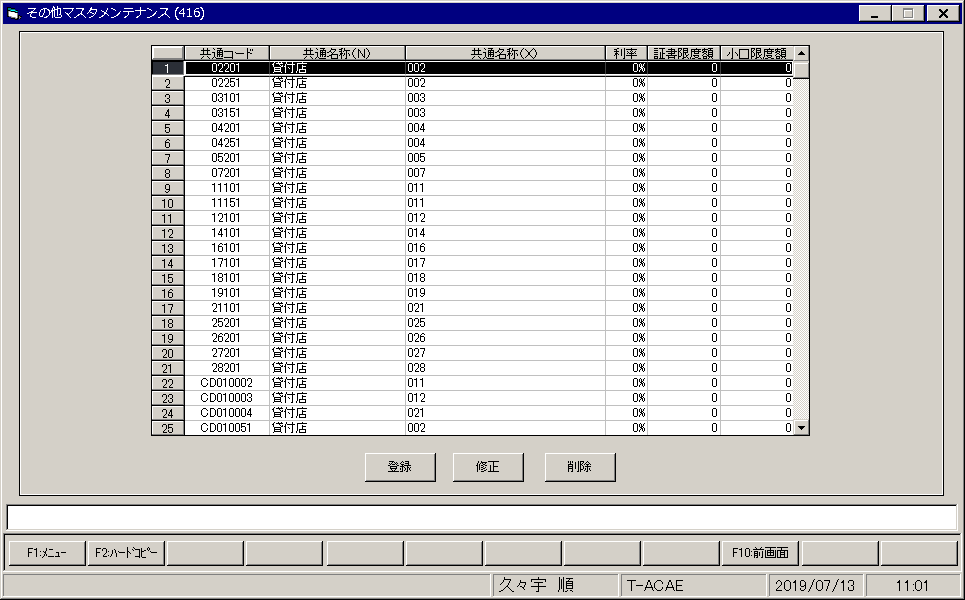 その他マスタメンテナンス (416)
共通コード 共通名称(N) 共通名称(X) 利率 証書限度額 小口限度額
1 02201 貸付店 002 0% 0 0
2 02251 貸付店 002 0% 0 0
3 03101 貸付店 003 0% 0 0
4 03151 貸付店 003 0% 0 0
5 04201 貸付店 004 0% 0 0
6 04251 貸付店 004 0% 0 0
7 05201 貸付店 005 0% 0 0
8 07201 貸付店 007 0% 0 0
9 11101 貸付店 011 0% 0 0
10 11151 貸付店 011 0% 0 0
11 12101 貸付店 012 0% 0 0
12 14101 貸付店 014 0% 0 0
13 16101 貸付店 016 0% 0 0
14 17101 貸付店 017 0% 0 0
15 18101 貸付店 018 0% 0 0
16 19101 貸付店 019 0% 0 0
17 21101 貸付店 021 0% 0 0
18 25201 貸付店 025 0% 0 0
19 26201 貸付店 026 0% 0 0
20 27201 貸付店 027 0% 0 0
21 28201 貸付店 028 0% 0 0
22 CD010002 貸付店 011 0% 0 0
23 CD010003 貸付店 012 0% 0 0
24 CD010004 貸付店 021 0% 0 0
25 CD010051 貸付店 002 0% 0 0
登録 修正 削除
F1:ﾒﾆｭｰ F2:ﾊｰﾄﾞｺﾋﾟｰ F10:前画面
久々宇 順 T-ACAE 2019/07/13 11:01